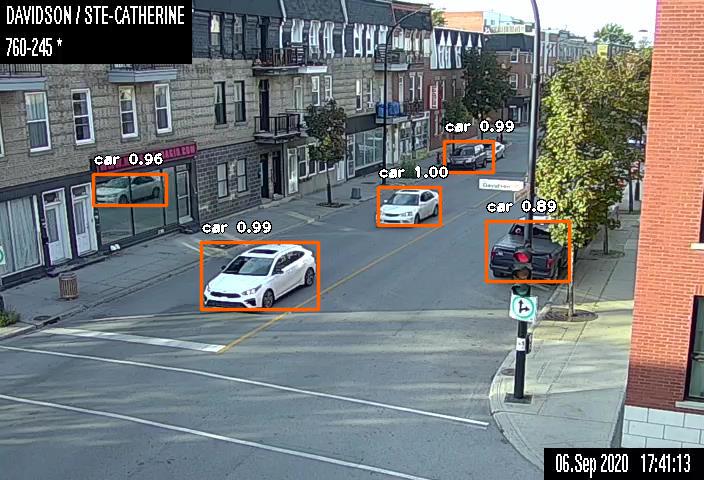 DAVIDSON / STE-CATHERINE
760-245 *
car 0.99
car 0.96
car 1.00
car 0.89
car 0.99
06.Sep 2020 17:41:13